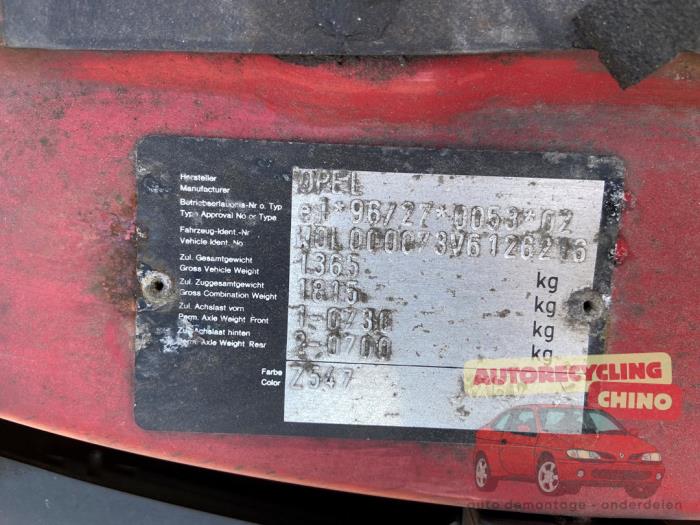 Hersteller
Manufacturer
OPEL
Betriebserlaubnis-Nr o. Typ
Type Approval No or Type
e1*96/27*0053*02
Fahrzeug-Ident.-Nr
Vehicle Ident. No
Zul. Gesamtgewicht
Gross Vehicle Weight
1365 kg
Zul. Zuggesamtgewicht
Gross Combination Weight
1815 kg
Zul. Achslast vorn
Perm. Axle Weight Front
1-0730 kg
Zul. Achslast hinten
Perm. Axle Weight Rear
2-0700 kg
Farbe
Color
Z547
AUTORECYCLING
CHINO
auto demontage - onderdelen